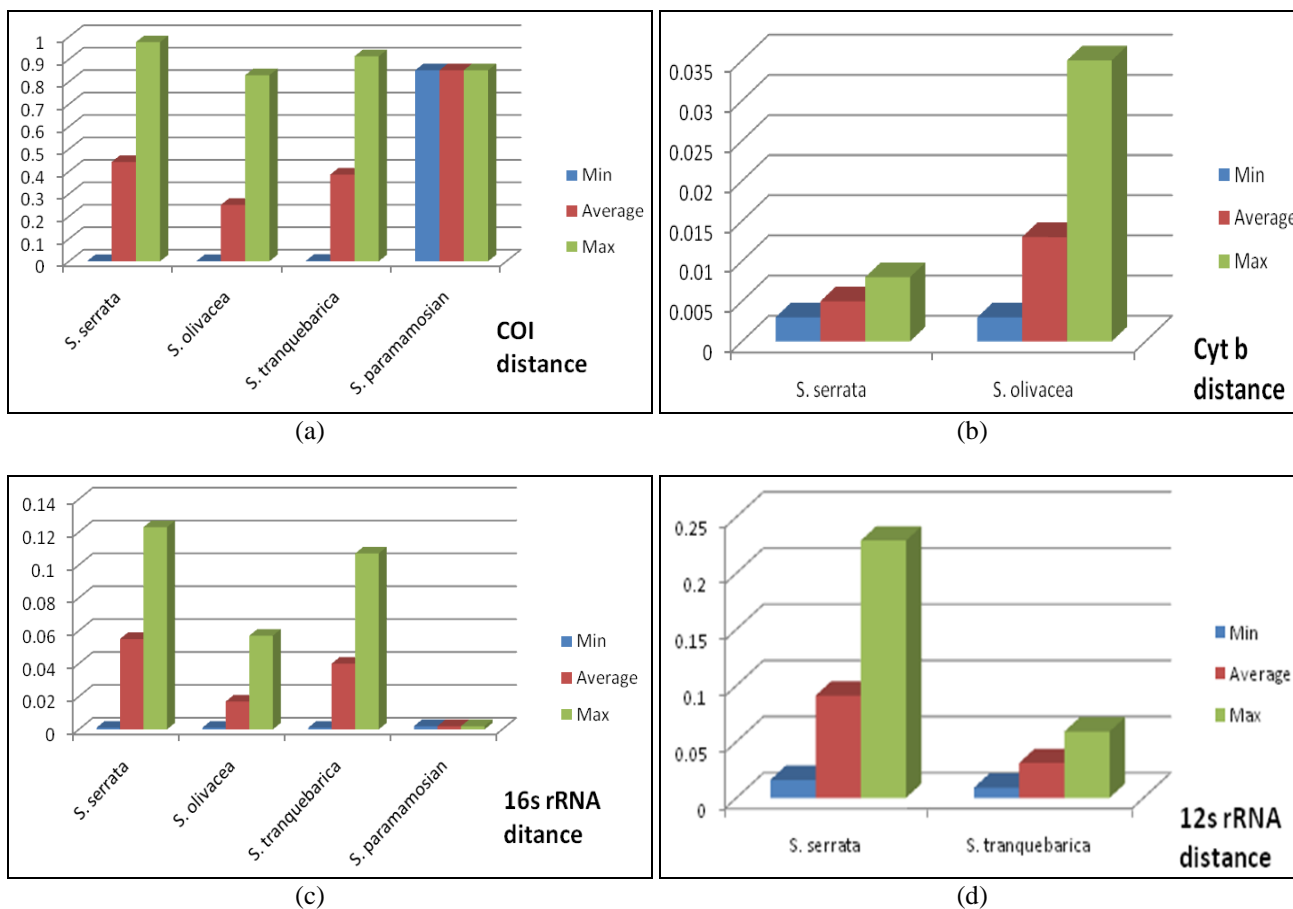 1
0.9
0.8
0.7
0.6
0.5
0.4
0.3
0.2
0.1
0
S. serrata
S. olivacea
S. tranquebarica
S. paramamosian
Min
Average
Max
COI
distance
(a)
0.035
0.03
0.025
0.02
0.015
0.01
0.005
0
S. serrata
S. olivacea
Min
Average
Max
Cyt b
distance
(b)
0.14
0.12
0.1
0.08
0.06
0.04
0.02
0
S. serrata
S. olivacea
S. tranquebarica
S. paramamosian
Min
Average
Max
16s rRNA
ditance
(c)
0.25
0.2
0.15
0.1
0.05
0
S. serrata
S. tranquebarica
Min
Average
Max
12s rRNA
distance
(d)